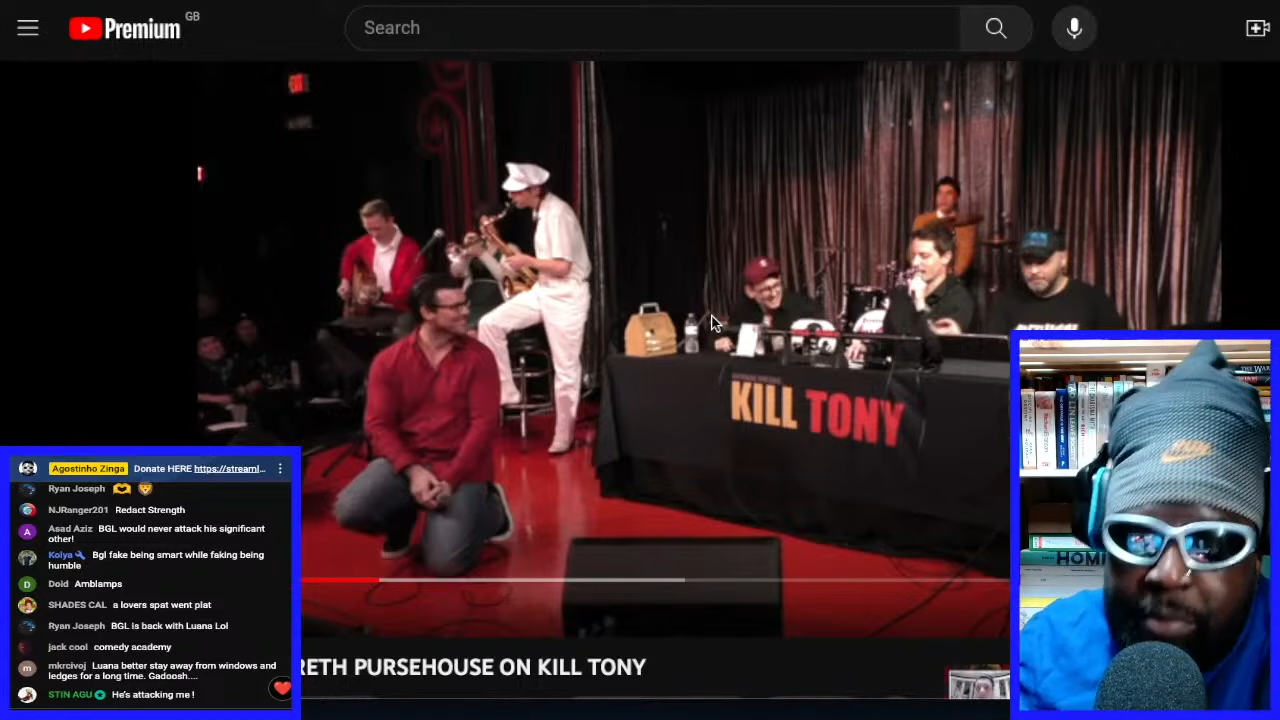 Premium GB
Search
KILL TONY
RETH PURSEHOUSE ON KILL TONY
Agostinho Zinga Donate HERE https://streaml...
Ryan Joseph
NJRanger201 Redact Strength
Asad Aziz BGL would never attack his significant
other!
Kolya Bgl fake being smart while faking being
humble
Dold Amblamps
SHADES CAL a lovers spat went plat
Ryan Joseph BGL is back with Luana Lol
jack cool comedy academy
mkrcivoj Luana better stay away from windows and
ledges for a long time. Gadoosh....
STIN AGU He's attacking me !
HOME